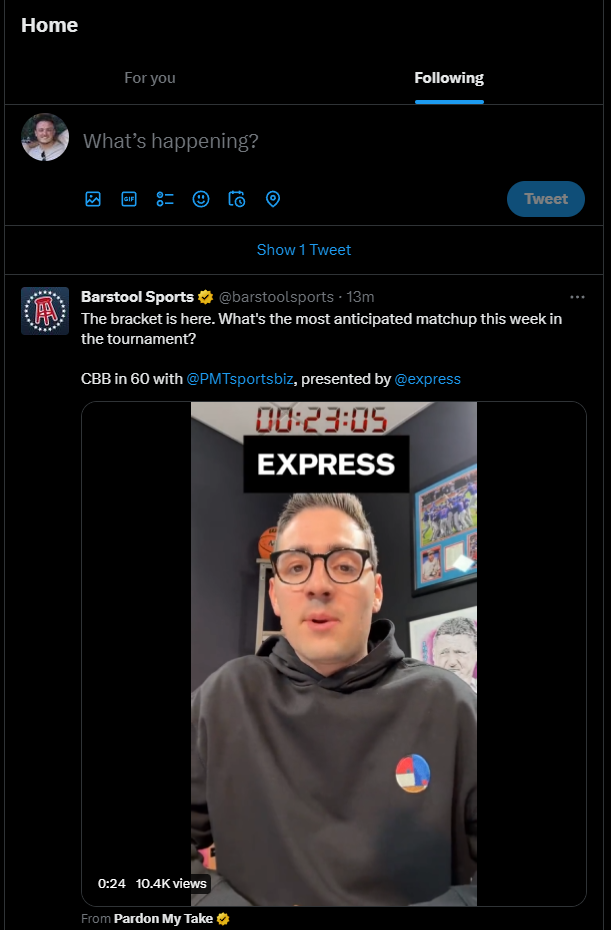 Home
For you
Following
What's happening?
GIF
Tweet
Show 1 Tweet
Barstool Sports @barstoolsports · 13m
The bracket is here. What's the most anticipated matchup this week in
the tournament?
CBB in 60 with @PMTsportsbiz, presented by @express
00:23:05
EXPRESS
0:24 10.4K views
From Pardon My Take